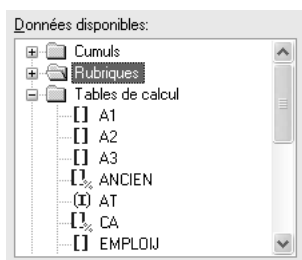 Données disponibles:
Cumuls
Rubriques
Tables de calcul
[] A1
[] A2
[] A3
[]% ANCIEN
(I) AT
[]% CA
[] EMPLOIJ